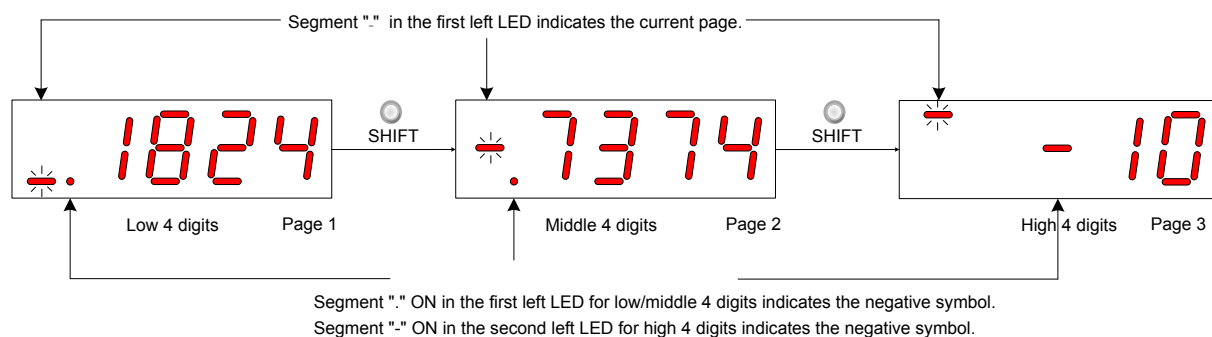 Segment "-" in the first left LED indicates the current page.
.1824
SHIFT
.7374
SHIFT
- 10
Low 4 digits
Page 1
Middle 4 digits
Page 2
High 4 digits
Page 3
Segment "." ON in the first left LED for low/middle 4 digits indicates the negative symbol.
Segment "-" ON in the second left LED for high 4 digits indicates the negative symbol.